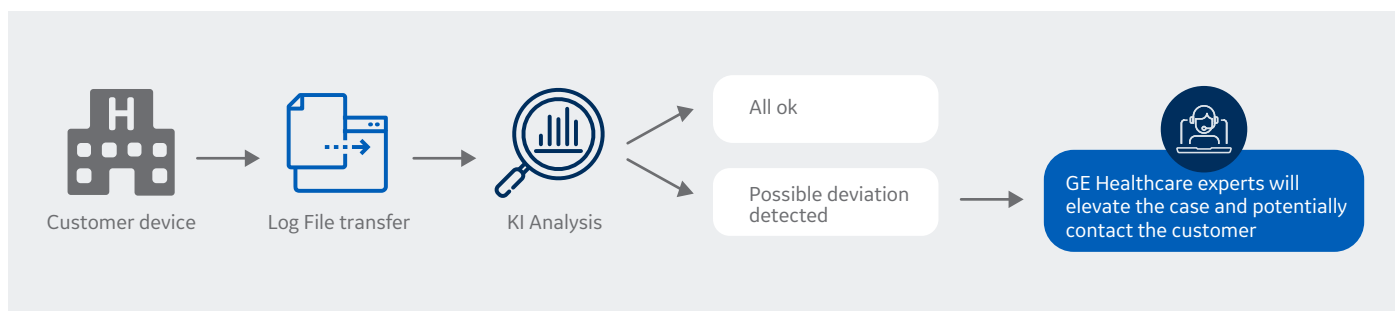 H
Customer device
Log File transfer
KI Analysis
All ok
Possible deviation
detected
GE Healthcare experts will
elevate the case and potentially
contact the customer